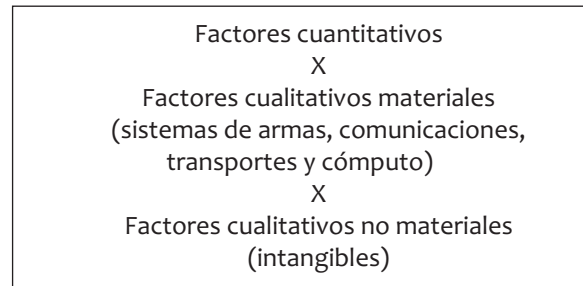 Factores cuantitativos
X
Factores cualitativos materiales
(sistemas de armas, comunicaciones,
transportes y cómputo)
X
Factores cualitativos no materiales
(intangibles)